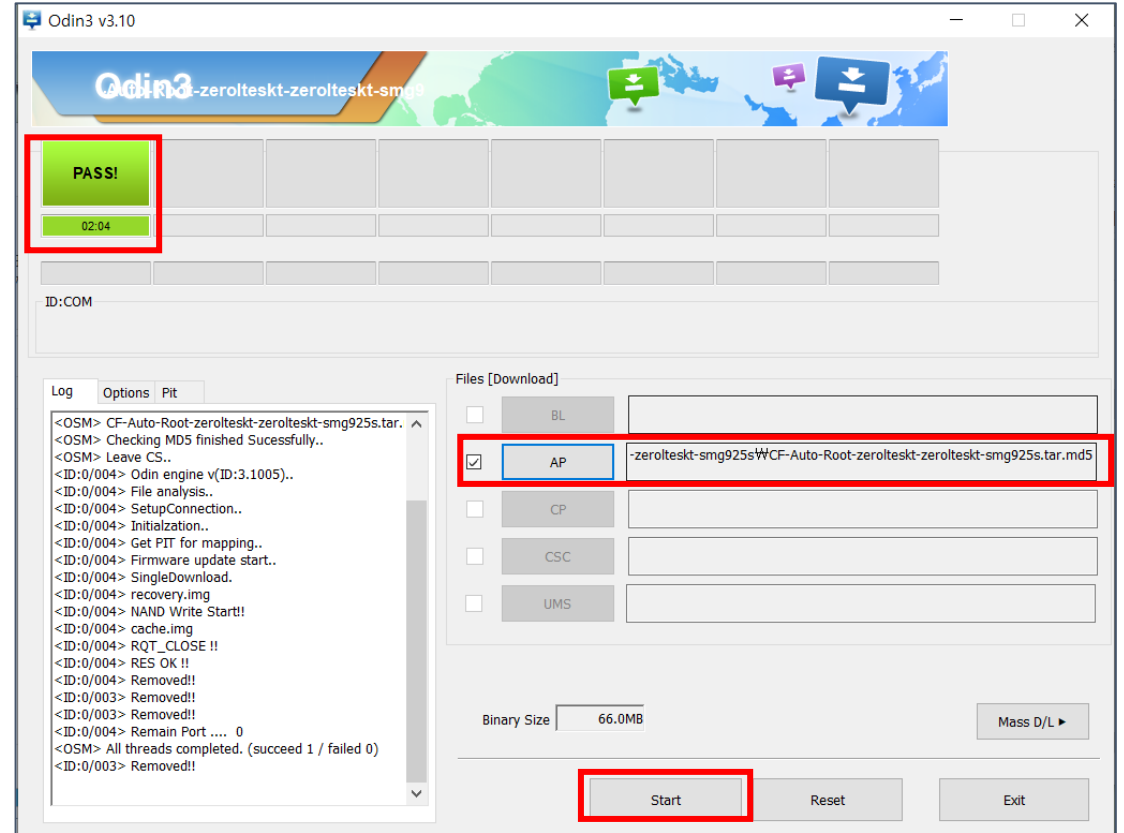 Odin3 v3.10
Odin3
Auto-Root-zerolteskt-zerolteskt-smg9
PASS!
02:04
ID:COM
Log
Options
Pit
<OSM> CF-Auto-Root-zerolteskt-zerolteskt-smg925s.tar.
<OSM> Checking MD5 finished Sucessfully..
<OSM> Leave CS..
<ID:0/004> Odin engine v(ID:3.1005)..
<ID:0/004> File analysis..
<ID:0/004> SetupConnection..
<ID:0/004> Initialzation..
<ID:0/004> Get PIT for mapping..
<ID:0/004> Firmware update start..
<ID:0/004> SingleDownload.
<ID:0/004> recovery.img
<ID:0/004> NAND Write Start!!
<ID:0/004> cache.img
<ID:0/004> RQT_CLOSE !!
<ID:0/004> RES OK !!
<ID:0/004> Removed!!
<ID:0/003> Removed!!
<ID:0/003> Removed!!
<ID:0/004> Remain Port .... 0
<OSM> All threads completed. (succeed 1 / failed 0)
<ID:0/003> Removed!!
Files [Download]
BL
AP
-zerolteskt-smg925s₩CF-Auto-Root-zerolteskt-zerolteskt-smg925s.tar.md5
CP
CSC
UMS
Binary Size
66.0MB
Mass D/L ►
Start
Reset
Exit